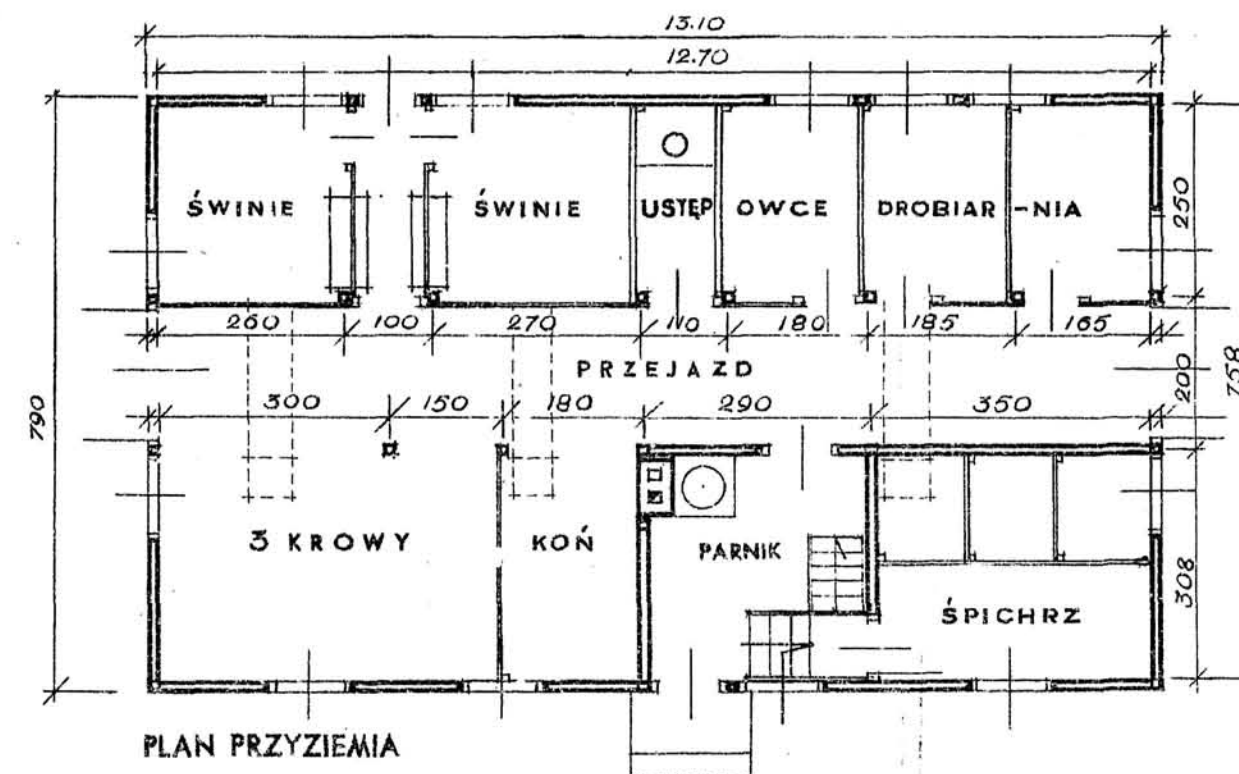 13.10
12.70
ŚWINIE ŚWINIE USTĘP OWCE DROBIAR-NIA
250
260 100 270 110 180 185 165
PRZEJAZD
200
758
790
300 150 180 290 350
3 KROWY KOŃ PARNIK
ŚPICHRZ
308
PLAN PRZYZIEMIA